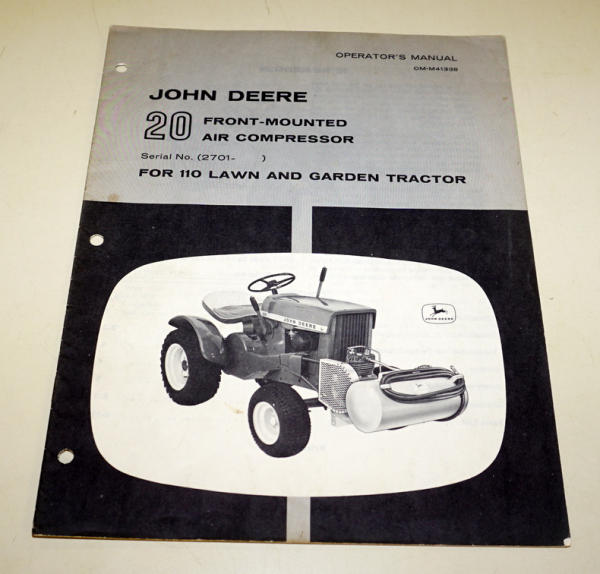 OPERATOR'S MANUAL
OM-M4133B
JOHN DEERE
20 FRONT-MOUNTED
AIR COMPRESSOR
Serial No. (2701-        )
FOR 110 LAWN AND GARDEN TRACTOR
JOHN DEERE
JOHN DEERE